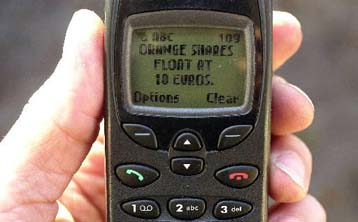 ABC 109
ORANGE SHARES
FLOAT AT
10 EUROS.
Options Clear
1 2 abc 3 def